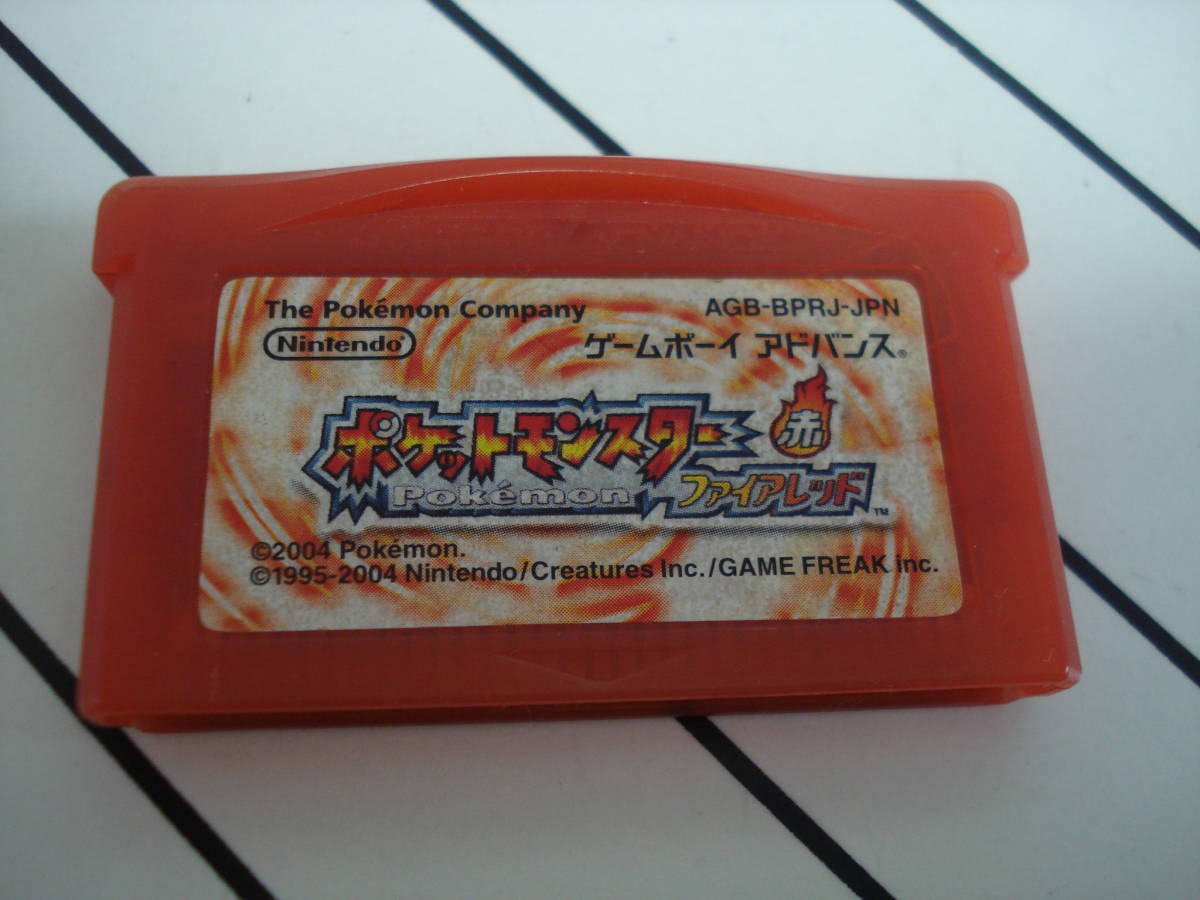 The Pokémon Company
AGB-BPRJ-JPN
Nintendo®
ゲームボーイ アドバンス®
ポケットモンスター
赤
Pokémon
ファイアレッド™
©2004 Pokémon.
©1995-2004 Nintendo/Creatures Inc./GAME FREAK inc.